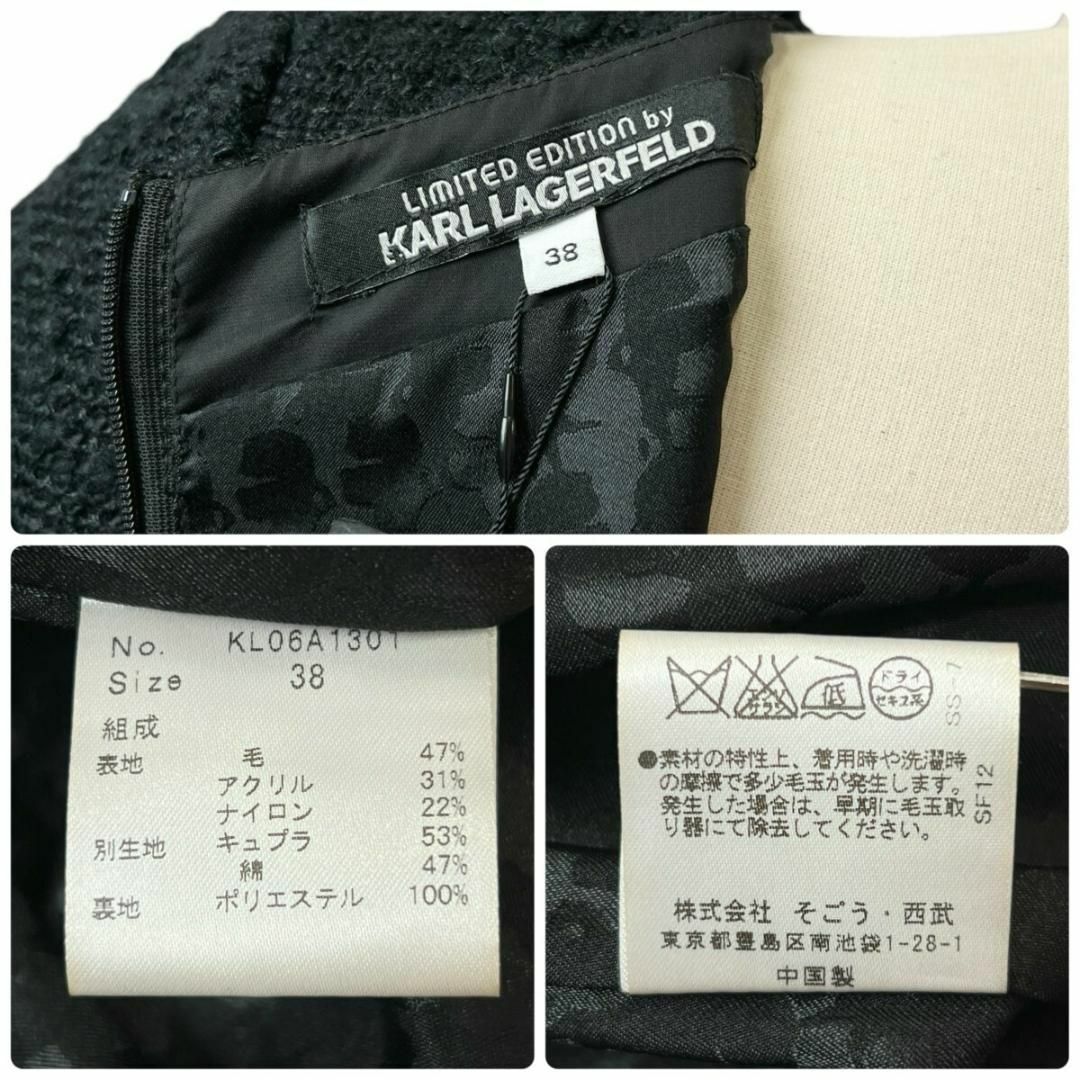 LIMITED EDITION by
KARL LAGERFELD
38
No. KL06A1301
Size 38
組成
表地 毛 47%
アクリル 31%
ナイロン 22%
別生地 キュプラ 53%
綿 47%
裏地 ポリエステル 100%
エンソ
サラシ
低
ドライ
セキユ系
SS-7
SF12
●素材の特性上、着用時や洗濯時
の摩擦で多少毛玉が発生します。
発生した場合は、早期に毛玉取
り器にて除去してください。
株式会社 そごう・西武
東京都豊島区南池袋1-28-1
中国製